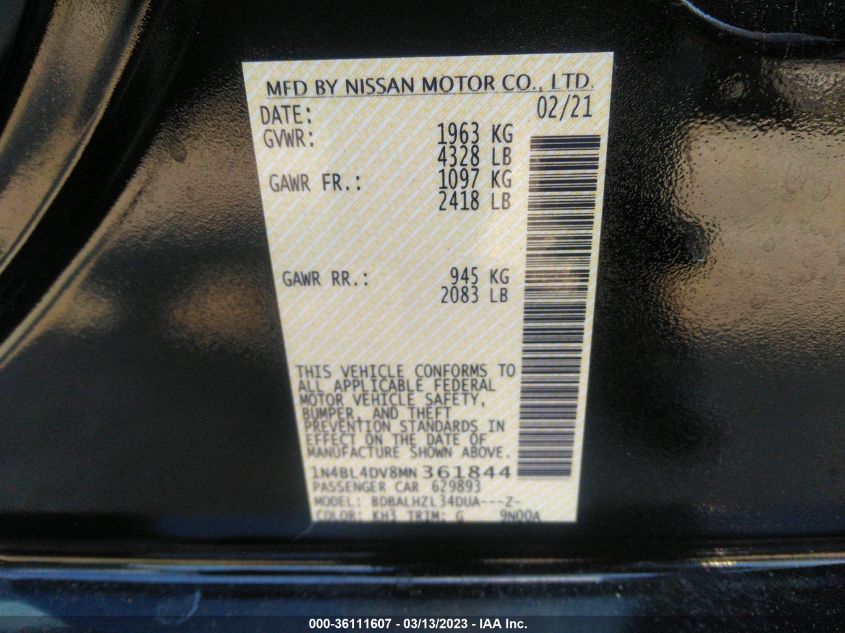 MFD BY NISSAN MOTOR CO., LTD.
DATE: 02/21
GVWR: 1963 KG
4328 LB
GAWR FR.: 1097 KG
2418 LB
GAWR RR.: 945 KG
2083 LB
THIS VEHICLE CONFORMS TO
ALL APPLICABLE FEDERAL
MOTOR VEHICLE SAFETY,
BUMPER, AND THEFT
PREVENTION STANDARDS IN
EFFECT ON THE DATE OF
MANUFACTURE SHOWN ABOVE.
1N4BL4DV8MN361844
PASSENGER CAR 629893
MODEL: BDBALHZL34DUA---Z-
COLOR: KH3 TRIM: G 9N00A
000-36111607 - 03/13/2023 - IAA Inc.